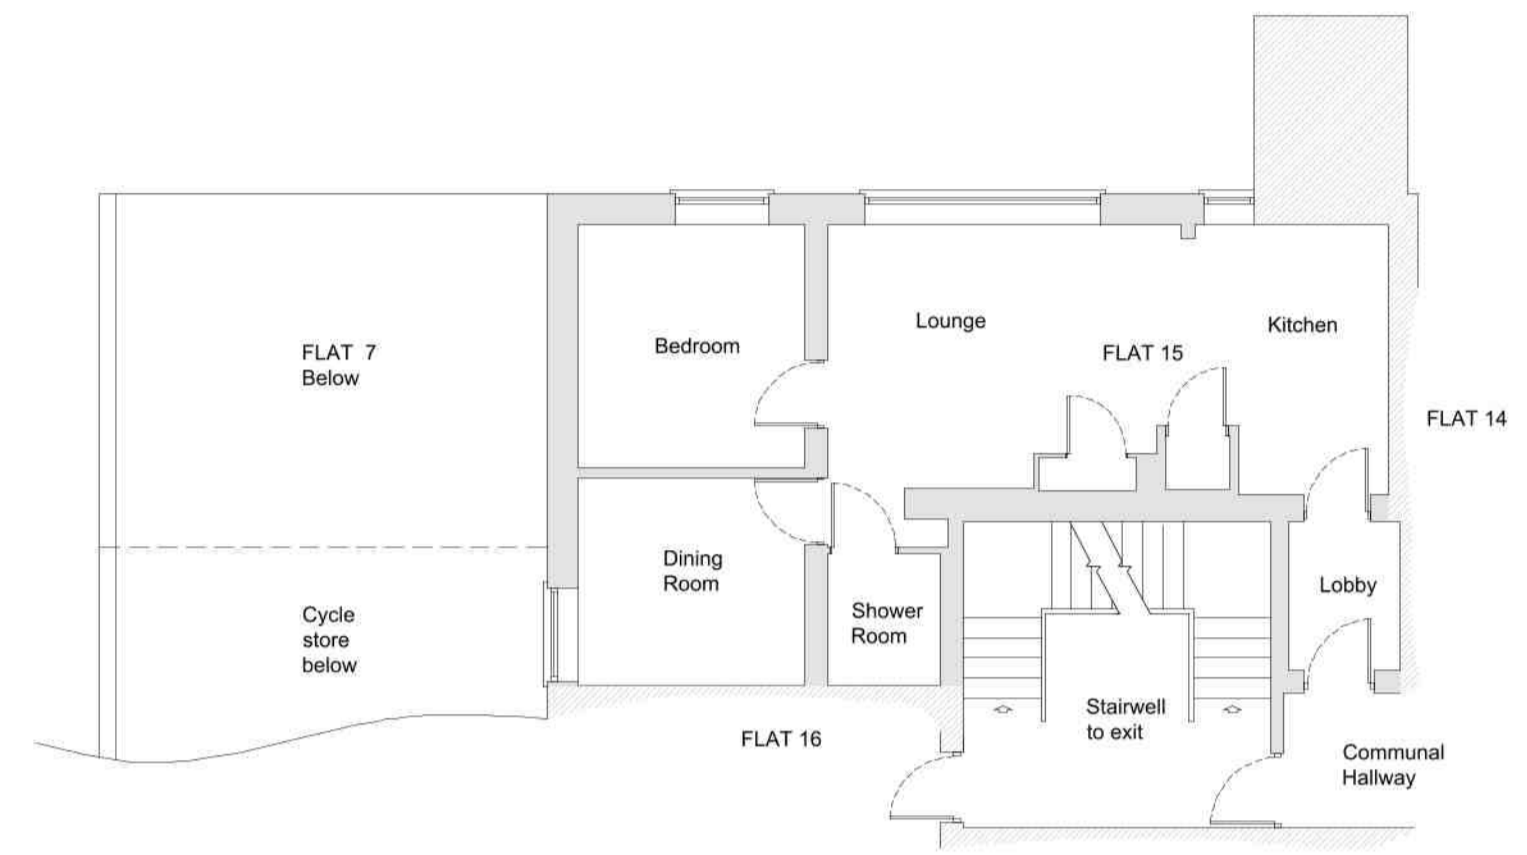 Lounge
Kitchen
Bedroom
FLAT 7
Below
FLAT 15
FLAT 14
Dining
Room
Lobby
Cycle
store
below
Shower
Room
Stairwell
to exit
FLAT 16
Communal
Hallway